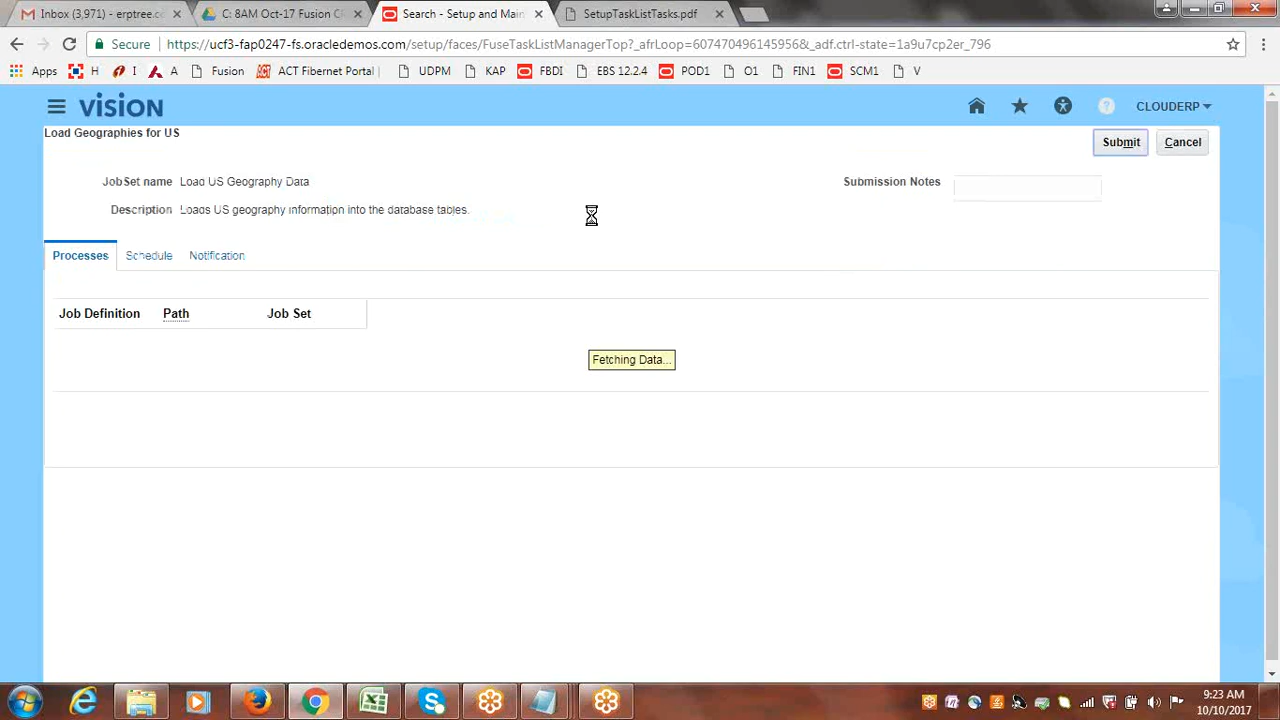 Inbox (3,971) - erptree.co
C: 8AM Oct-17 Fusion C
Search - Setup and Main
SetupTaskListTasks.pdf
Secure
https://ucf3-fap0247-fs.oracledemos.com/setup/faces/FuseTaskListManagerTop?_afrLoop=607470496145956&_adf.ctrl-state=1a9u7cp2er_796
Apps H I A Fusion ACT Fibernet Portal UDPM KAP FBDI EBS 12.2.4 POD1 O1 FIN1 SCM1 V
VISION
CLOUDERP
Load Geographies for US
Submit Cancel
Job Set name Load US Geography Data
Submission Notes
Description Loads US geography information into the database tables.
Processes Schedule Notification
Job Definition Path Job Set
Fetching Data...
9:23 AM
10/10/2017